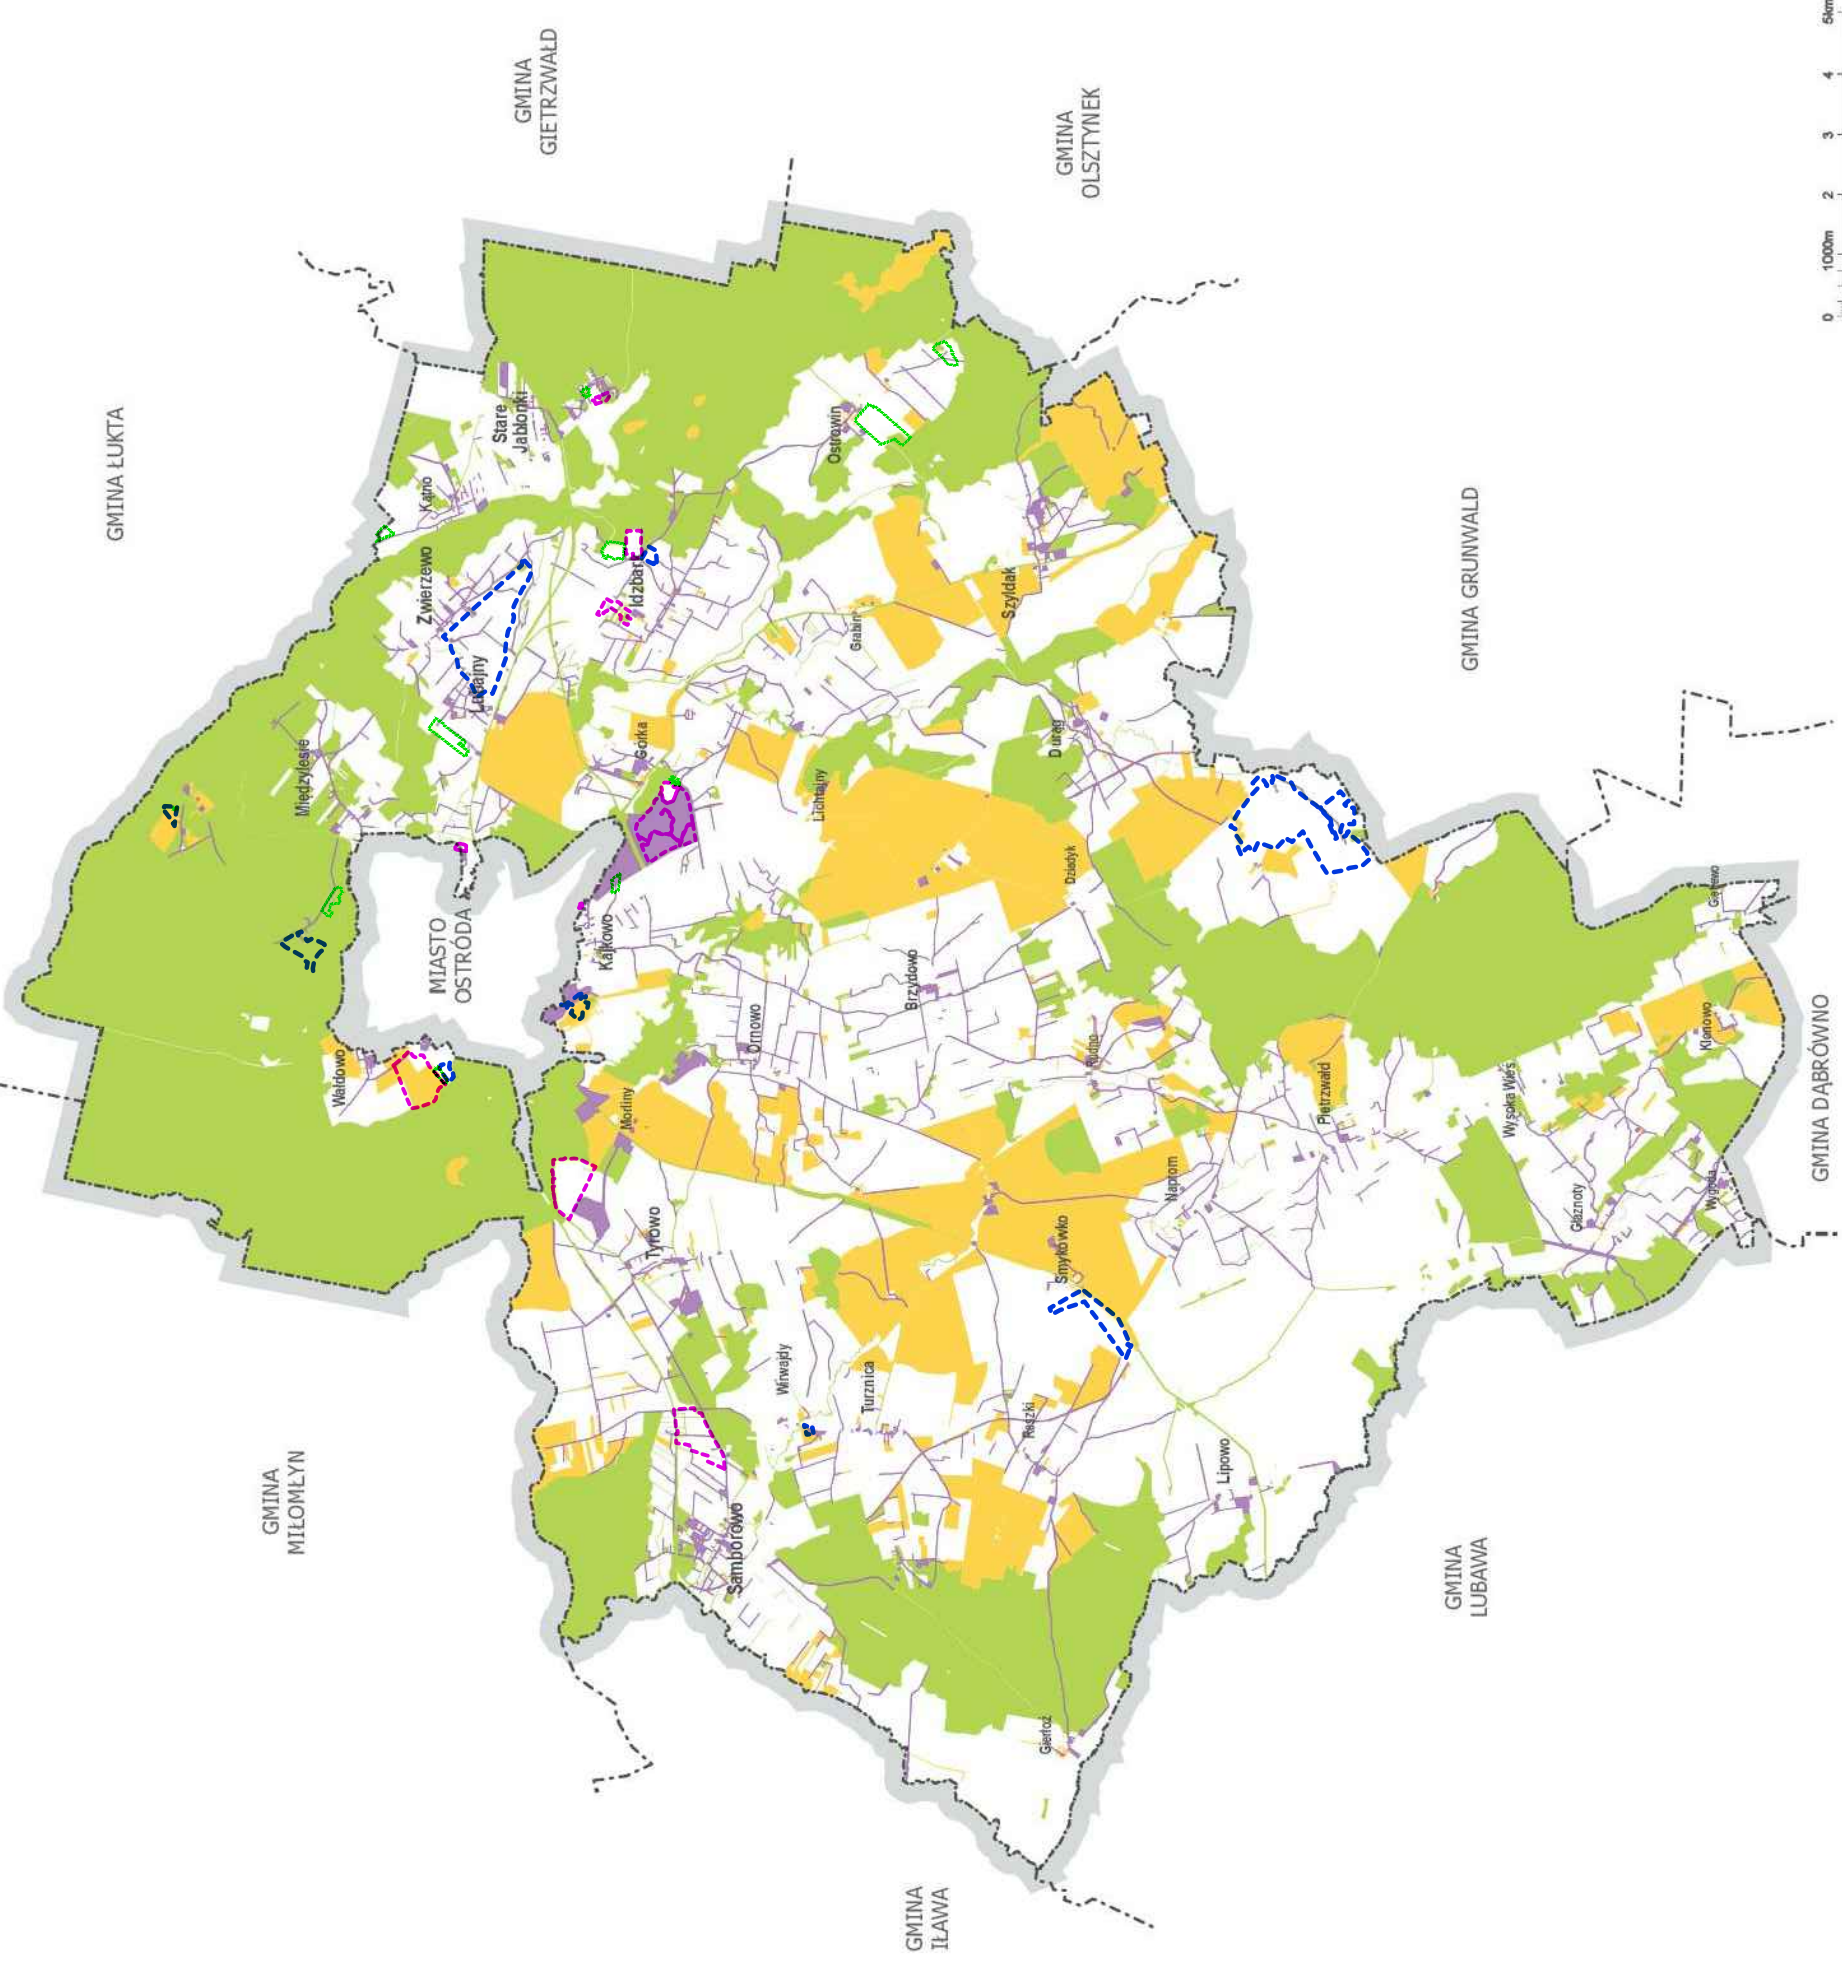 GMINA ŁUKTA
GMINA
GIETRZWAŁD
GMINA
OLSZTYNEK
GMINA GRUNWALD
GMINA DĄBRÓWNO
GMINA
LUBAWA
GMINA
IŁAWA
GMINA
MIŁOMŁYN
MIASTO
OSTRÓDA
Stare
Jabłonki
Kątno
Zwierzewo
Lubajny
Międzylesie
Idzbark
Ostrowin
Szyldak
Grabin
Górka
Lichtajny
Durąg
Dziadyk
Kajkowo
Ornowo
Brzydowo
Rudno
Wałdowo
Morliny
Tyrowo
Wirwajdy
Turznica
Samborowo
Smykówko
Naprom
Raszki
Lipowo
Gierłoż
Pietrzwałd
Wysoka Wieś
Klonowo
Glaznoty
Wygoda
0
1000m
2
3
4
5km